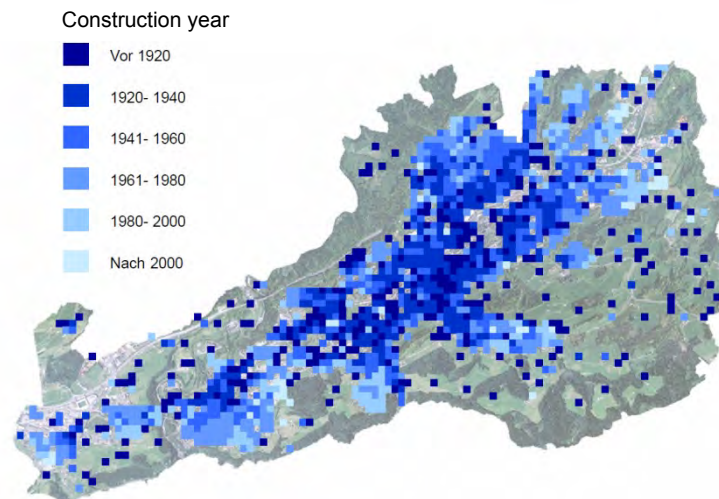 Construction year
Vor 1920
1920- 1940
1941- 1960
1961- 1980
1980- 2000
Nach 2000